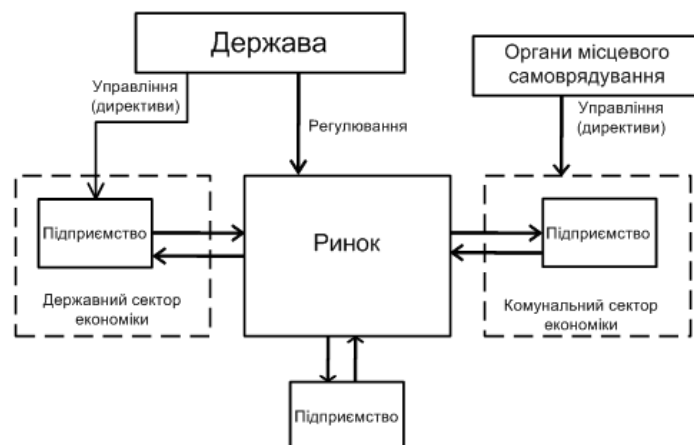 Держава
Органи місцевого
самоврядування
Управління
(директиви)
Регулювання
Управління
(директиви)
Підприємство
Ринок
Підприємство
Державний сектор
економіки
Комунальний сектор
економіки
Підприємство